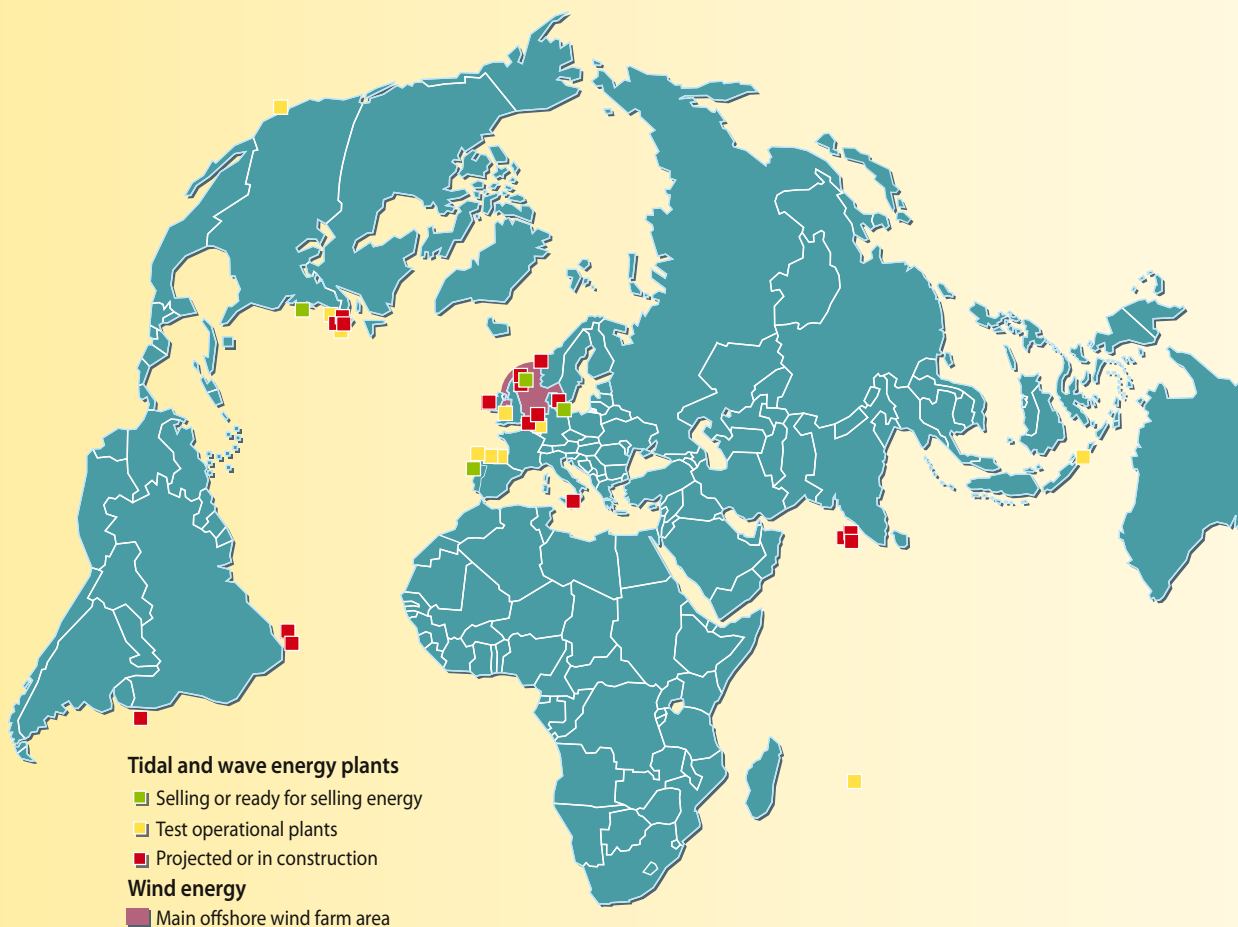 Tidal and wave energy plants
Selling or ready for selling energy
Test operational plants
Projected or in construction
Wind energy
Main offshore wind farm area